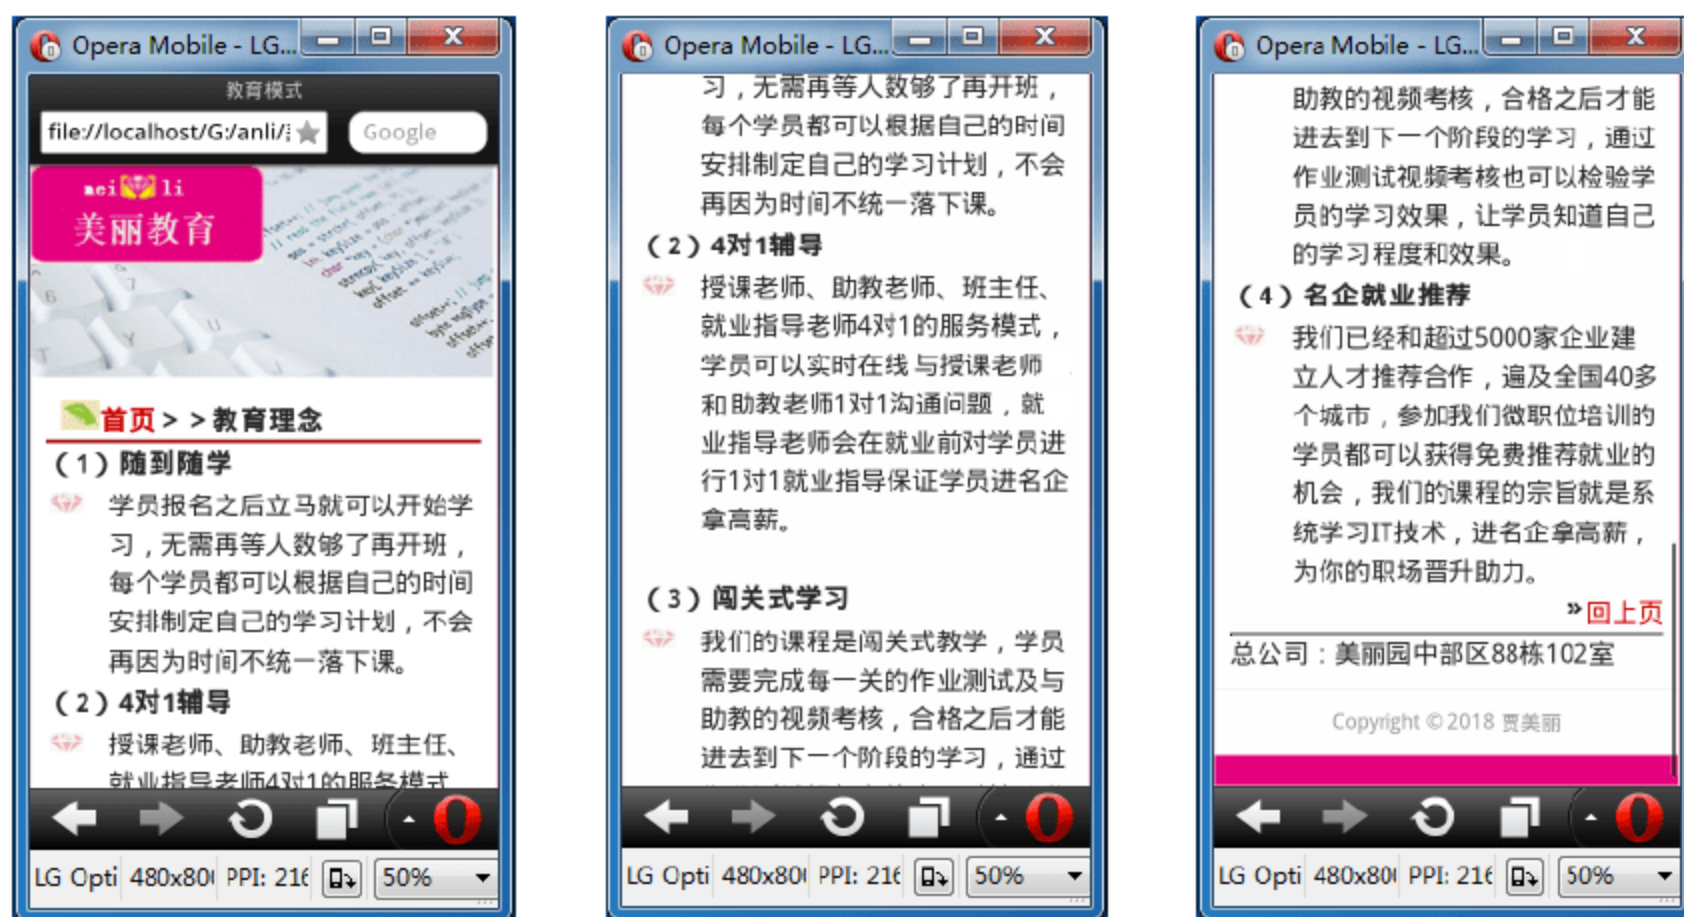 Opera Mobile - LG...
教育模式
file://localhost/G:/anli/
Google
mei li
美丽教育
首页>>教育理念
（1）随到随学
学员报名之后立马就可以开始学
习，无需再等人数够了再开班，
每个学员都可以根据自己的时间
安排制定自己的学习计划，不会
再因为时间不统一落下课。
（2）4对1辅导
授课老师、助教老师、班主任、
就业指导老师4对1的服务模式
LG Opti 480x80 PPI: 216 50%
Opera Mobile - LG...
习，无需再等人数够了再开班，
每个学员都可以根据自己的时间
安排制定自己的学习计划，不会
再因为时间不统一落下课。
（2）4对1辅导
授课老师、助教老师、班主任、
就业指导老师4对1的服务模式，
学员可以实时在线与授课老师
和助教老师1对1沟通问题，就
业指导老师会在就业前对学员进
行1对1就业指导保证学员进名企
拿高薪。
（3）闯关式学习
我们的课程是闯关式教学，学员
需要完成每一关的作业测试及与
助教的视频考核，合格之后才能
进去到下一个阶段的学习，通过
LG Opti 480x80 PPI: 216 50%
Opera Mobile - LG...
助教的视频考核，合格之后才能
进去到下一个阶段的学习，通过
作业测试视频考核也可以检验学
员的学习效果，让学员知道自己
的学习程度和效果。
（4）名企就业推荐
我们已经和超过5000家企业建
立人才推荐合作，遍及全国40多
个城市，参加我们微职位培训的
学员都可以获得免费推荐就业的
机会，我们的课程的宗旨就是系
统学习IT技术，进名企拿高薪，
为你的职场晋升助力。
»回上页
总公司：美丽园中部区88栋102室
Copyright © 2018 贾美丽
LG Opti 480x80 PPI: 216 50%